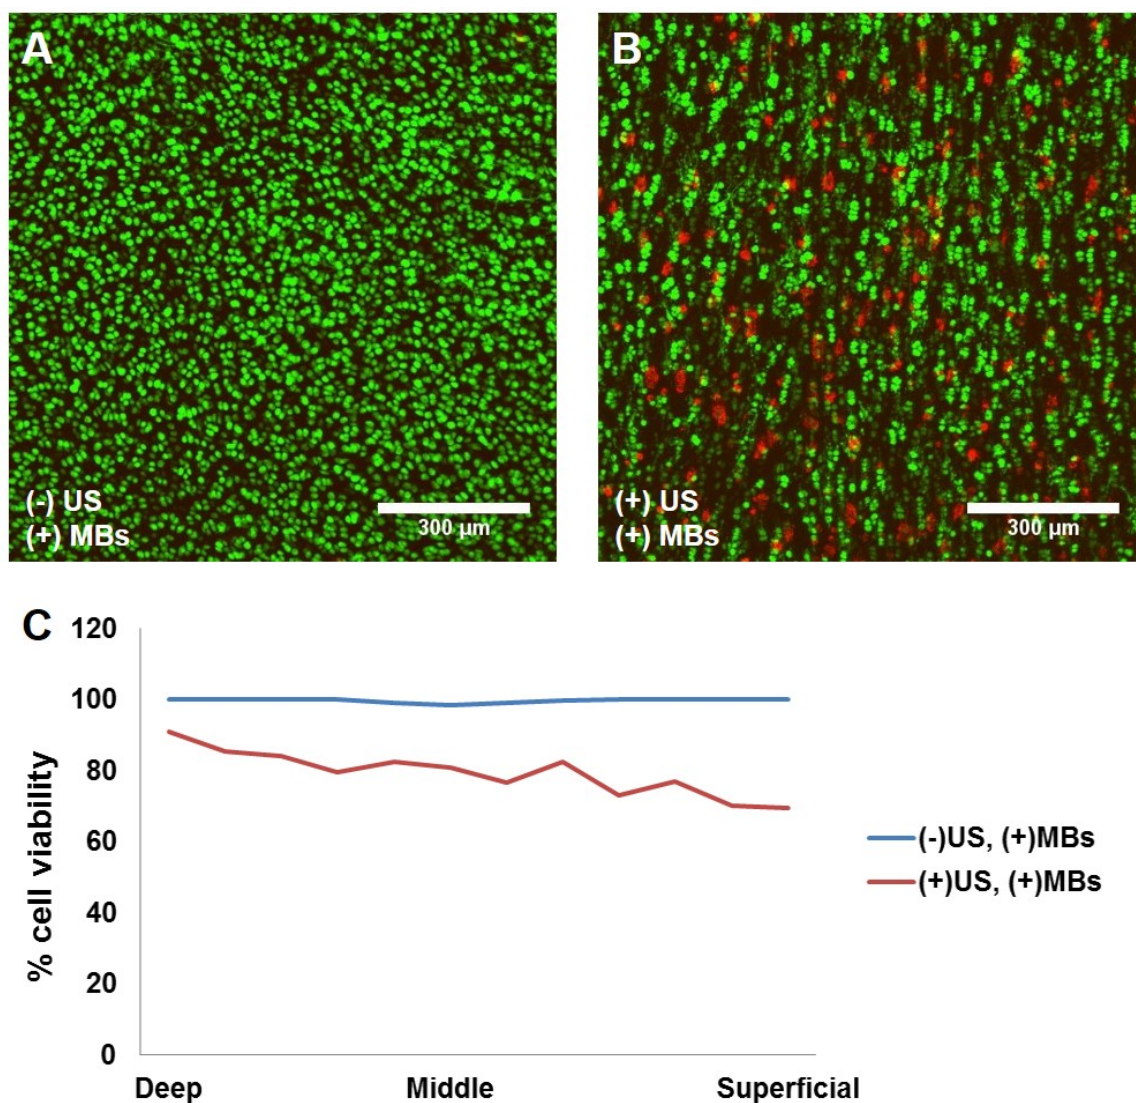 A
(-) US
(+) MBs
300 µm
B
(+) US
(+) MBs
300 µm
C
120
100
80
60
40
20
0
% cell viability
Deep
Middle
Superficial
(-)US, (+)MBs
(+)US, (+)MBs